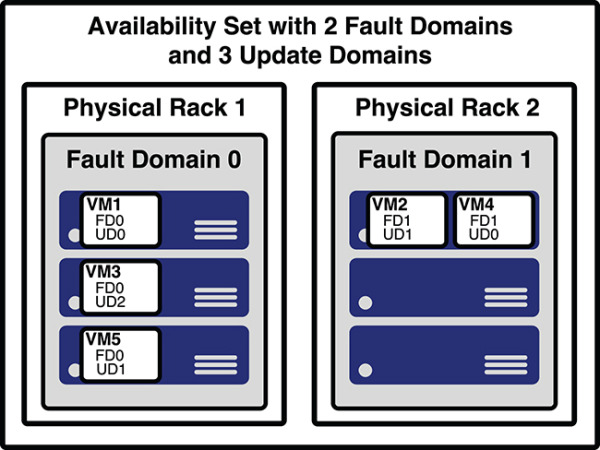 Availability Set with 2 Fault Domains
and 3 Update Domains
Physical Rack 1
Fault Domain 0
VM1
FD0
UD0
VM3
FD0
UD2
VM5
FD0
UD1
Physical Rack 2
Fault Domain 1
VM2
FD1
UD1
VM4
FD1
UD0